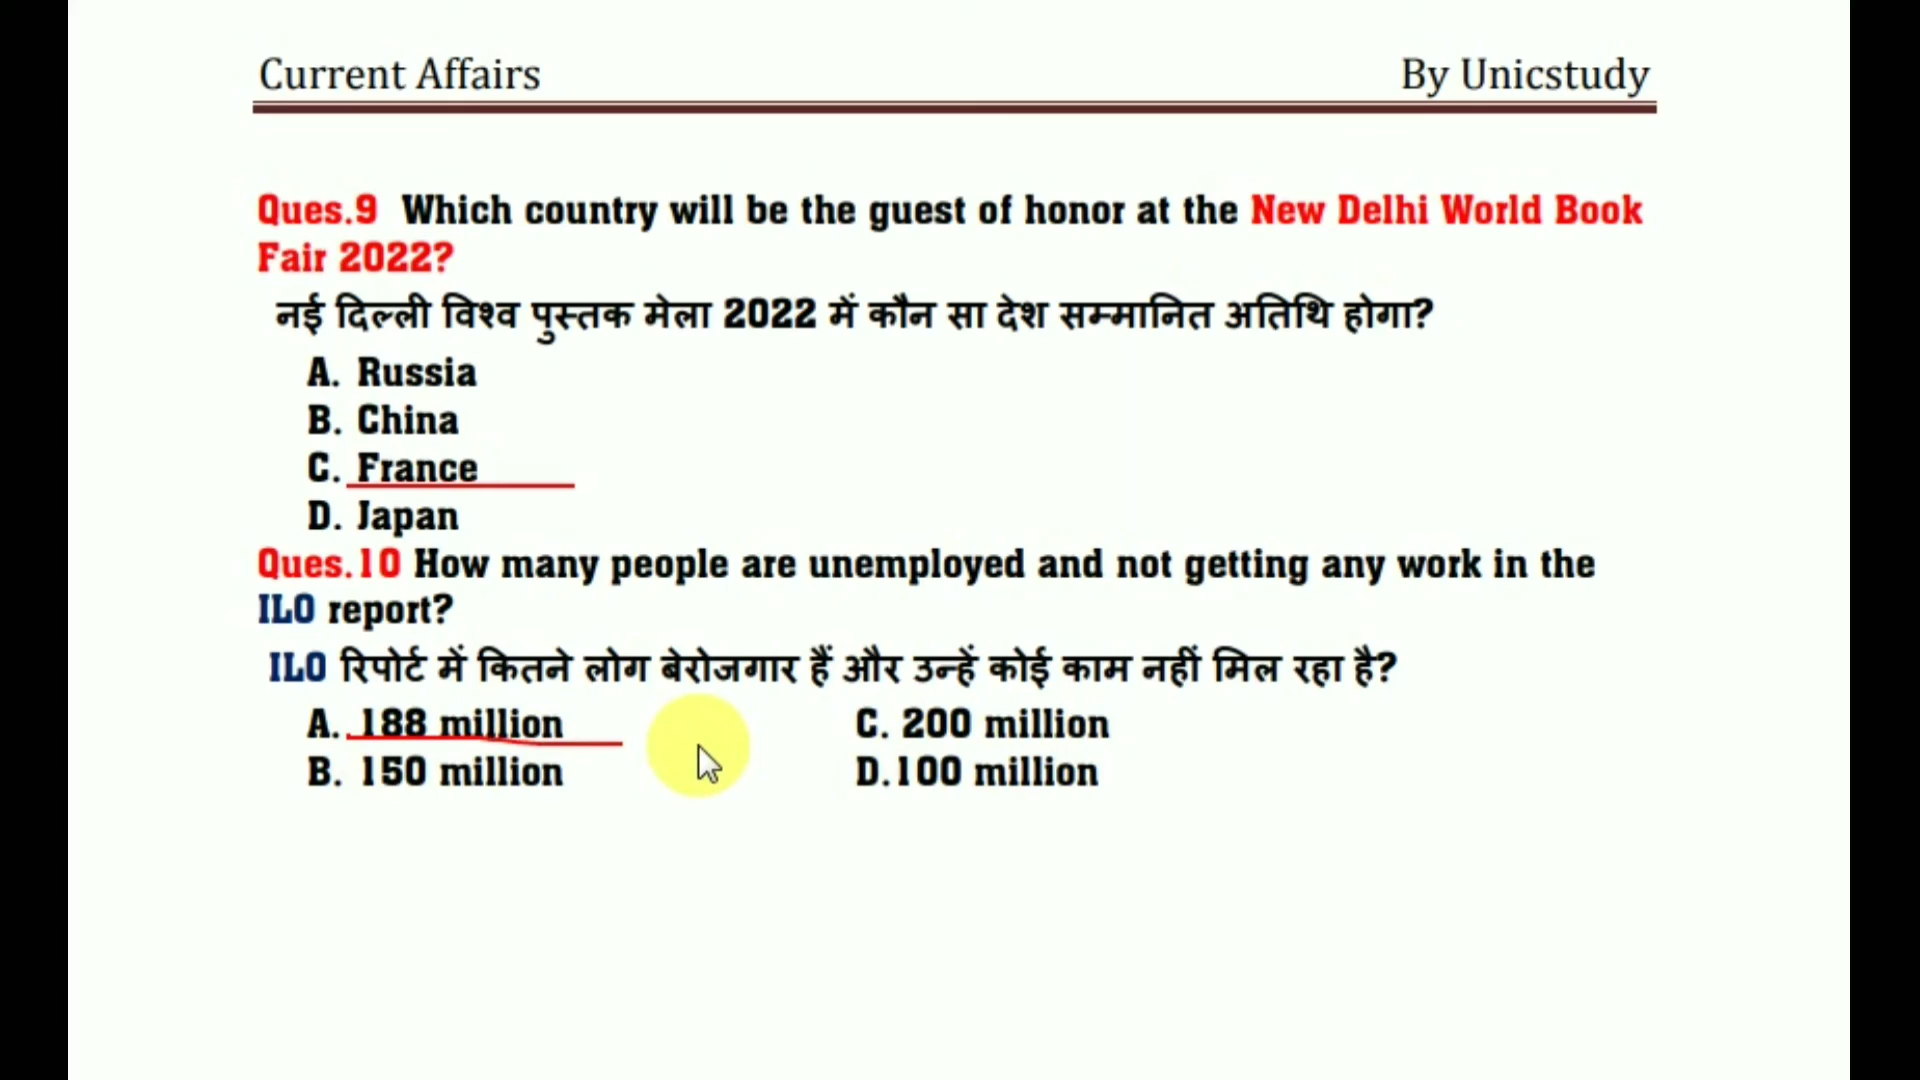 Current Affairs By Unicstudy
Ques.9 Which country will be the guest of honor at the New Delhi World Book
Fair 2022?
नई दिल्ली विश्व पुस्तक मेला 2022 में कौन सा देश सम्मानित अतिथि होगा?
A. Russia
B. China
C. France
D. Japan
Ques.10 How many people are unemployed and not getting any work in the
ILO report?
ILO रिपोर्ट में कितने लोग बेरोजगार हैं और उन्हें कोई काम नहीं मिल रहा है?
A. 188 million C. 200 million
B. 150 million D.100 million